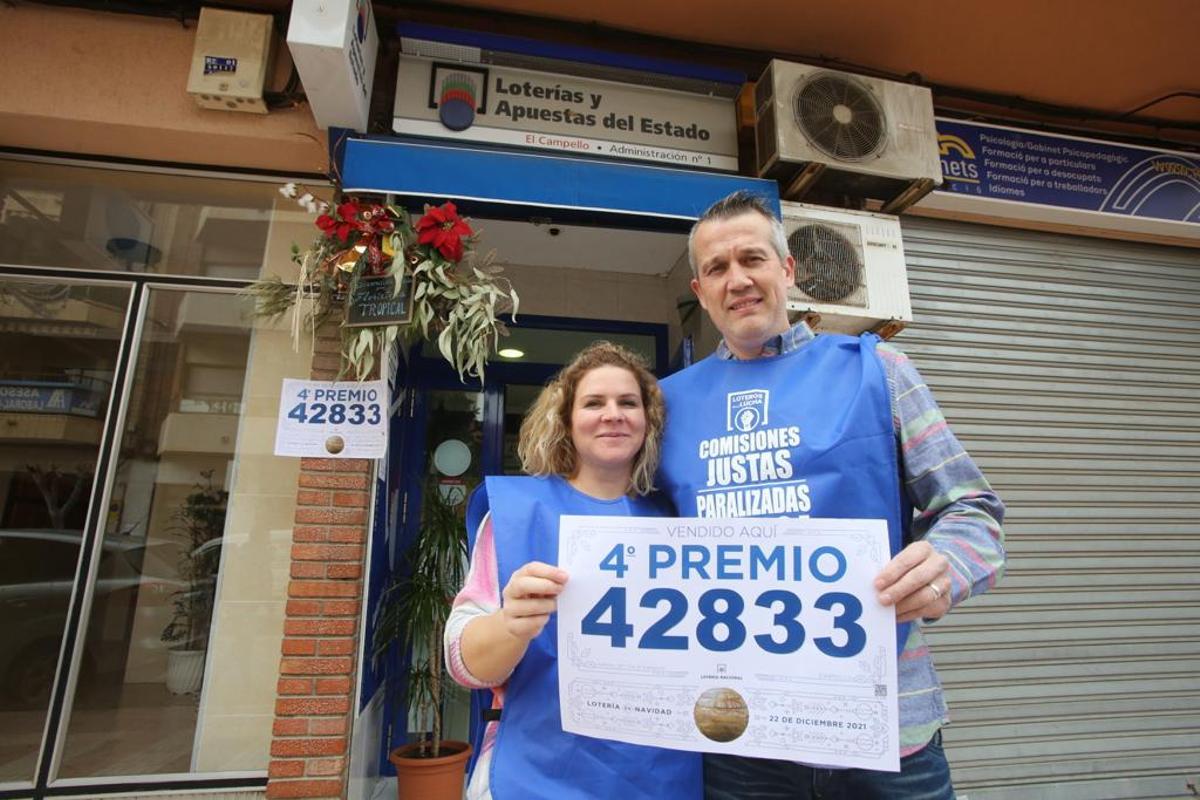 Loterías y
Apuestas del Estado
El Campello • Administración nº 1
nets
Psicologia/Gabinet Psicopedagògic
Formació per a particulars
Formació per a desocupats
Formació per a treballadors
Idiomes
TROPICAL
4º PREMIO
42833
LOTEROS
LUCHA
COMISIONES
JUSTAS
PARALIZADAS
VENDIDO AQUÍ
4º PREMIO
42833
LOTERÍA NACIONAL
LOTERÍA DE NAVIDAD
22 DE DICIEMBRE 2021